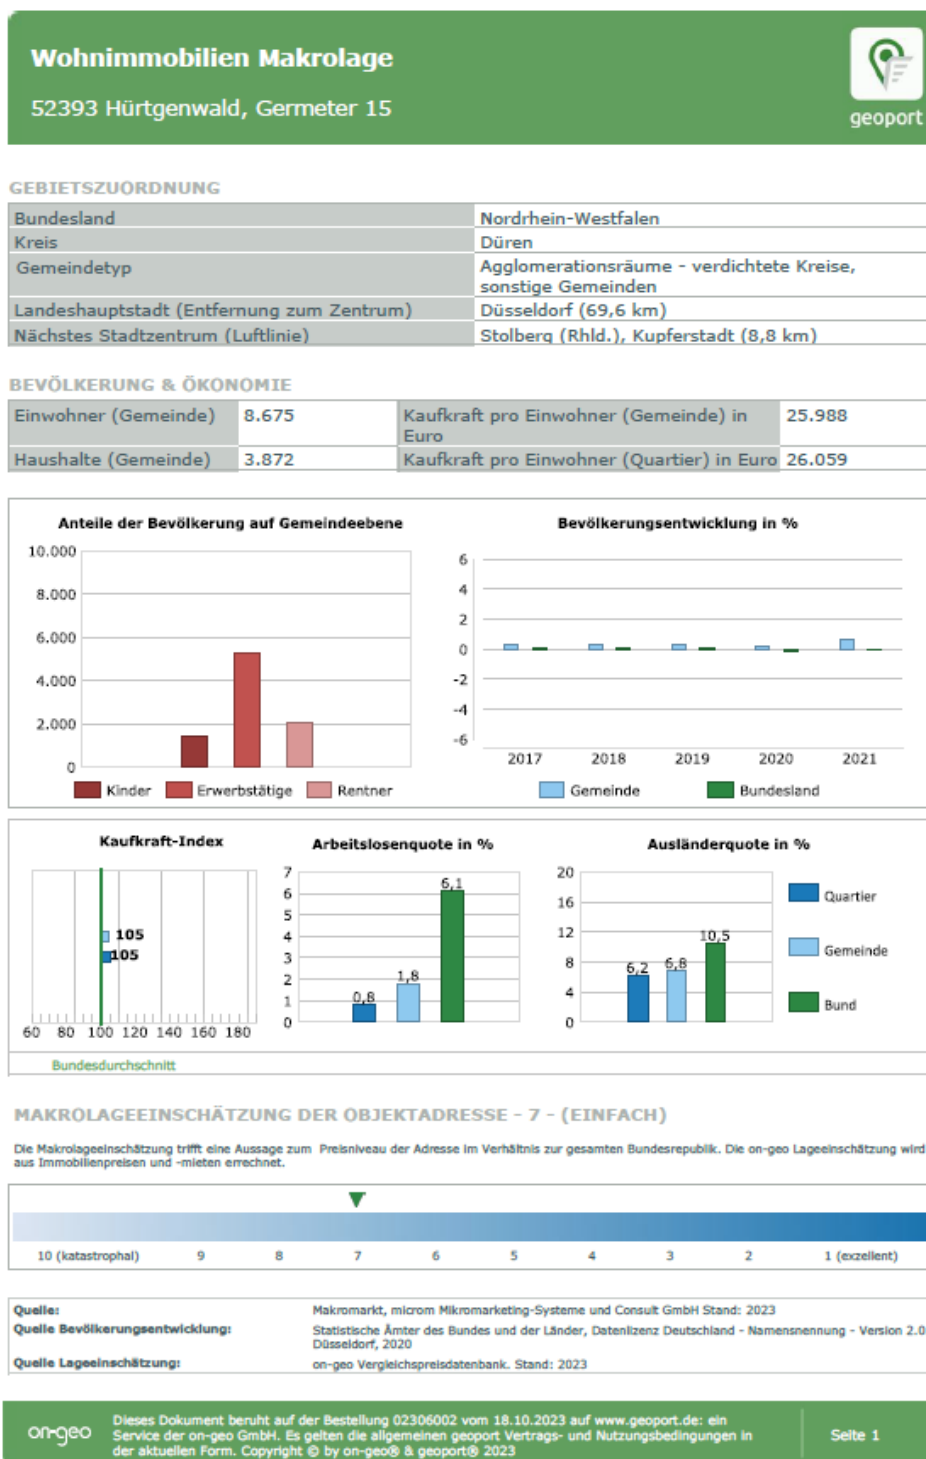 Wohnimmobilien Makrolage
52393 Hürtgenwald, Germeter 15
geoport
GEBIETSZUORDNUNG
Bundesland Nordrhein-Westfalen
Kreis Düren
Gemeindetyp Agglomerationsräume - verdichtete Kreise,
sonstige Gemeinden
Landeshauptstadt (Entfernung zum Zentrum) Düsseldorf (69,6 km)
Nächstes Stadtzentrum (Luftlinie) Stolberg (Rhld.), Kupferstadt (8,8 km)
BEVÖLKERUNG & ÖKONOMIE
Einwohner (Gemeinde) 8.675 Kaufkraft pro Einwohner (Gemeinde) in 25.988
Euro
Haushalte (Gemeinde) 3.872 Kaufkraft pro Einwohner (Quartier) in Euro 26.059
Anteile der Bevölkerung auf Gemeindeebene
10.000
8.000
6.000
4.000
2.000
0
Kinder Erwerbstätige Rentner
Bevölkerungsentwicklung in %
6
4
2
0
-2
-4
-6
2017 2018 2019 2020 2021
Gemeinde Bundesland
Kaufkraft-Index
105
105
60 80 100 120 140 160 180
Bundesdurchschnitt
Arbeitslosenquote in %
7
6
5
4
3
2
1
0
0,8 1,8 6,1
Ausländerquote in %
20
16
12
8
4
0
6,2 6,8 10,5
Quartier
Gemeinde
Bund
MAKROLAGEEINSCHÄTZUNG DER OBJEKTADRESSE - 7 - (EINFACH)
Die Makrolageeinschätzung trifft eine Aussage zum Preisniveau der Adresse im Verhältnis zur gesamten Bundesrepublik. Die on-geo Lageeinschätzung wird
aus Immobilienpreisen und -mieten errechnet.
10 (katastrophal) 9 8 7 6 5 4 3 2 1 (exzellent)
Quelle: Makromarkt, microm Mikromarketing-Systeme und Consult GmbH Stand: 2023
Quelle Bevölkerungsentwicklung: Statistische Ämter des Bundes und der Länder, Datenlizenz Deutschland - Namensnennung - Version 2.0
Düsseldorf, 2020
Quelle Lageeinschätzung: on-geo Vergleichspreisdatenbank. Stand: 2023
on-geo
Dieses Dokument beruht auf der Bestellung 02306002 vom 18.10.2023 auf www.geoport.de: ein
Service der on-geo GmbH. Es gelten die allgemeinen geoport Vertrags- und Nutzungsbedingungen in
der aktuellen Form. Copyright © by on-geo® & geoport® 2023
Seite 1